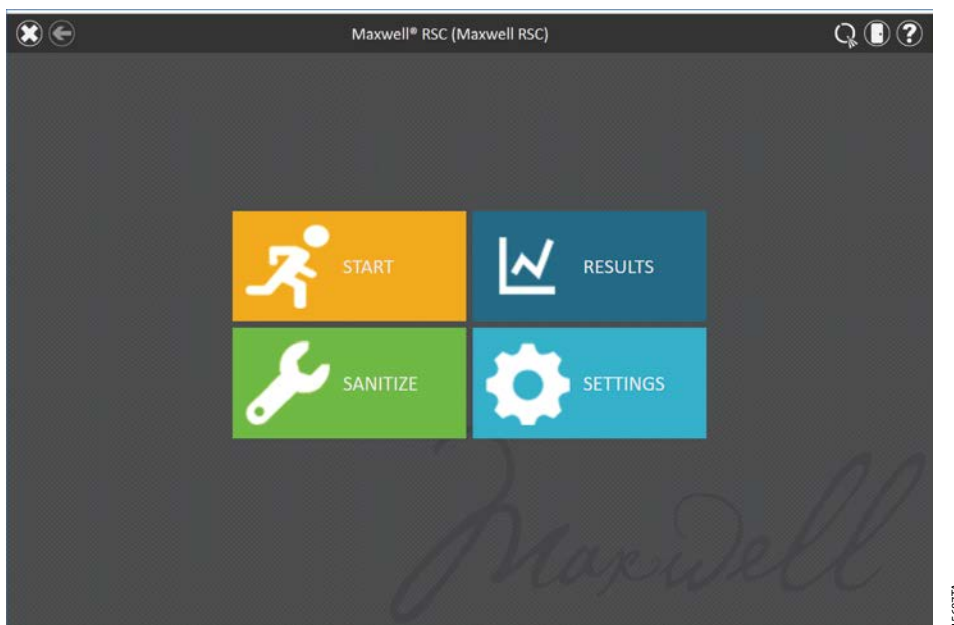 Maxwell® RSC (Maxwell RSC)
?
START
RESULTS
SANITIZE
SETTINGS
Maxwell